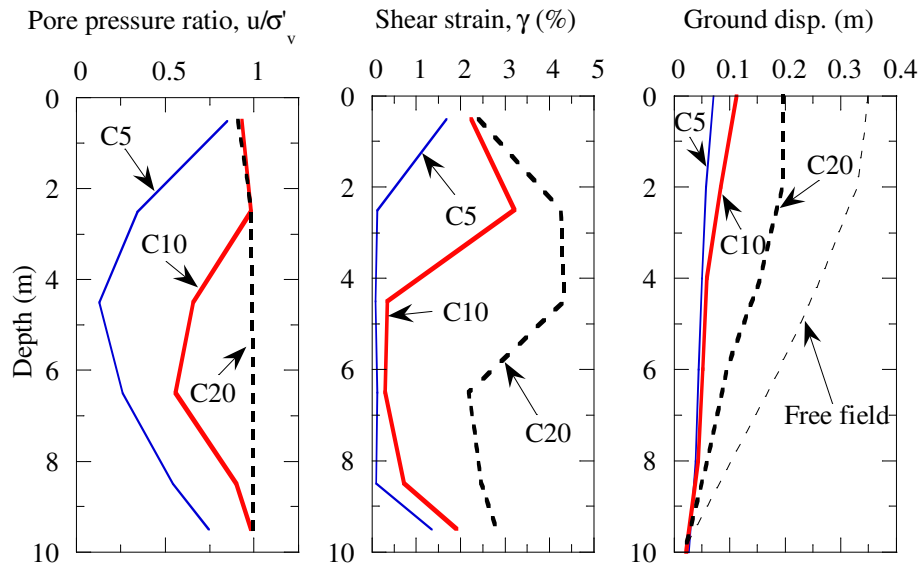 Pore pressure ratio, u/σ'v
Shear strain, γ (%)
Ground disp. (m)
0 0.5 1
0 1 2 3 4 5
0 0.1 0.2 0.3 0.4
Depth (m)
0
2
4
6
8
10
C5
C10
C20
0
2
4
6
8
10
C5
C10
C20
0
2
4
6
8
10
C5
C20
C10
Free field